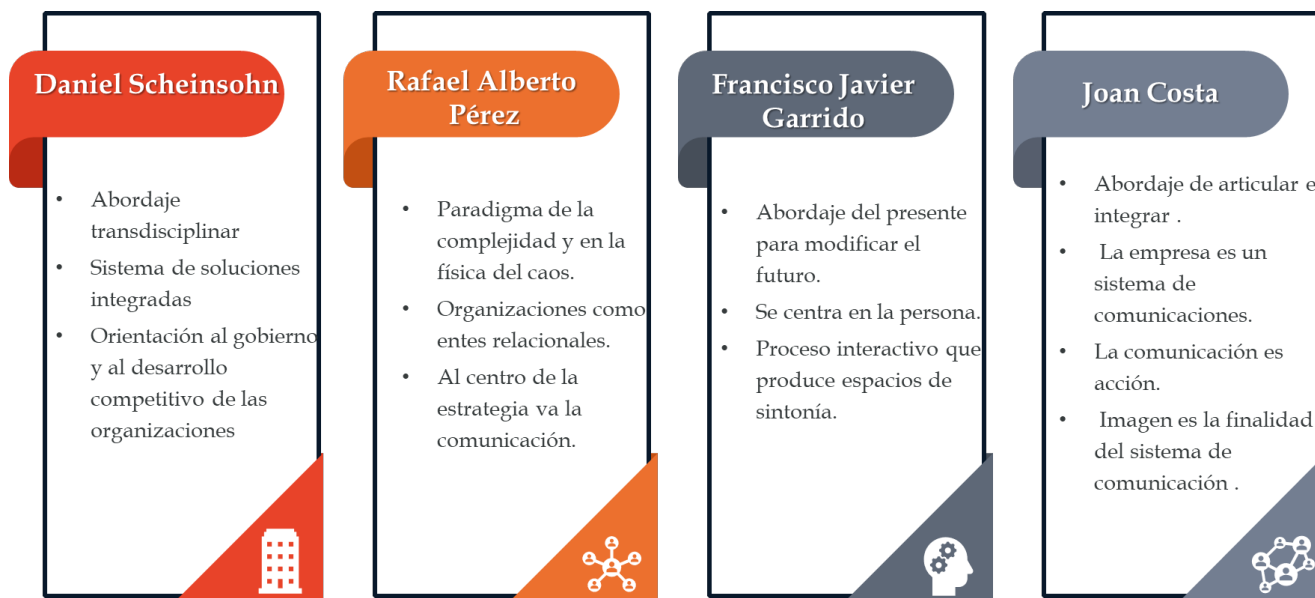 Daniel Scheinsohn
• Abordaje
transdisciplinar
• Sistema de soluciones
integradas
• Orientación al gobierno
y al desarrollo
competitivo de las
organizaciones
Rafael Alberto
Pérez
• Paradigma de la
complejidad y en la
física del caos.
• Organizaciones como
entes relacionales.
• Al centro de la
estrategia va la
comunicación.
Francisco Javier
Garrido
• Abordaje del presente
para modificar el
futuro.
• Se centra en la persona.
• Proceso interactivo que
produce espacios de
sintonía.
Joan Costa
• Abordaje de articular e
integrar .
• La empresa es un
sistema de
comunicaciones.
• La comunicación es
acción.
• Imagen es la finalidad
del sistema de
comunicación .